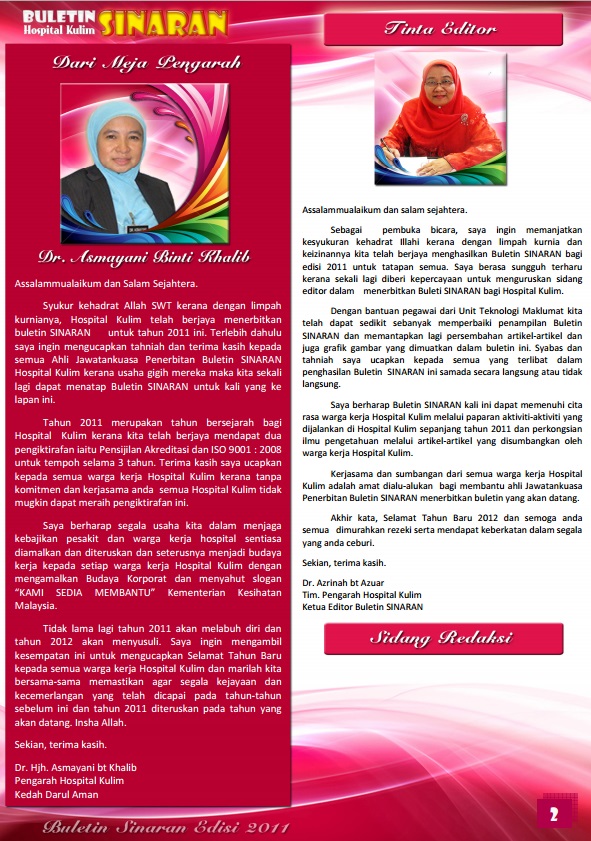 BULETIN
Hospital Kulim SINARAN
Dari Meja Pengarah
Dr. Asmayani Binti Khalib
Assalammualaikum dan Salam Sejahtera.
Syukur kehadrat Allah SWT kerana dengan limpah
kurnianya, Hospital Kulim telah berjaya menerbitkan
buletin SINARAN untuk tahun 2011 ini. Terlebih dahulu
saya ingin mengucapkan tahniah dan terima kasih kepada
semua Ahli Jawatankuasa Penerbitan Buletin SINARAN
Hospital Kulim kerana usaha gigih mereka maka kita sekali
lagi dapat menatap Buletin SINARAN untuk kali yang ke
lapan ini.
Tahun 2011 merupakan tahun bersejarah bagi
Hospital Kulim kerana kita telah berjaya mendapat dua
pengiktirafan iaitu Pensijilan Akreditasi dan ISO 9001 : 2008
untuk tempoh selama 3 tahun. Terima kasih saya ucapkan
kepada semua warga kerja Hospital Kulim kerana tanpa
komitmen dan kerjasama anda semua Hospital Kulim tidak
mugkin dapat meraih pengiktirafan ini.
Saya berharap segala usaha kita dalam menjaga
kebajikan pesakit dan warga kerja hospital sentiasa
diamalkan dan diteruskan dan seterusnya menjadi budaya
kerja kepada setiap warga kerja Hospital Kulim dengan
mengamalkan Budaya Korporat dan menyahut slogan
“KAMI SEDIA MEMBANTU” Kementerian Kesihatan
Malaysia.
Tidak lama lagi tahun 2011 akan melabuh diri dan
tahun 2012 akan menyusuli. Saya ingin mengambil
kesempatan ini untuk mengucapkan Selamat Tahun Baru
kepada semua warga kerja Hospital Kulim dan marilah kita
bersama-sama memastikan agar segala kejayaan dan
kecemerlangan yang telah dicapai pada tahun-tahun
sebelum ini dan tahun 2011 diteruskan pada tahun yang
akan datang. Insha Allah.
Sekian, terima kasih.
Dr. Hjh. Asmayani bt Khalib
Pengarah Hospital Kulim
Kedah Darul Aman
Tinta Editor
Assalammualaikum dan salam sejahtera.
Sebagai pembuka bicara, saya ingin memanjatkan
kesyukuran kehadrat Illahi kerana dengan limpah kurnia dan
keizinannya kita telah berjaya menghasilkan Buletin SINARAN bagi
edisi 2011 untuk tatapan semua. Saya berasa sungguh terharu
kerana sekali lagi diberi kepercayaan untuk menguruskan sidang
editor dalam menerbitkan Buleti SINARAN bagi Hospital Kulim.
Dengan bantuan pegawai dari Unit Teknologi Maklumat kita
telah dapat sedikit sebanyak memperbaiki penampilan Buletin
SINARAN dan memantapkan lagi persembahan artikel-artikel dan
juga grafik gambar yang dimuatkan dalam buletin ini. Syabas dan
tahniah saya ucapkan kepada semua yang terlibat dalam
penghasilan Buletin SINARAN ini samada secara langsung atau tidak
langsung.
Saya berharap Buletin SINARAN kali ini dapat memenuhi cita
rasa warga kerja Hospital Kulim melalui paparan aktiviti-aktiviti yang
dijalankan di Hospital Kulim sepanjang tahun 2011 dan perkongsian
ilmu pengetahuan melalui artikel-artikel yang disumbangkan oleh
warga kerja Hospital Kulim.
Kerjasama dan sumbangan dari semua warga kerja Hospital
Kulim adalah amat dialu-alukan bagi membantu ahli Jawatankuasa
Penerbitan Buletin SINARAN menerbitkan buletin yang akan datang.
Akhir kata, Selamat Tahun Baru 2012 dan semoga anda
semua dimurahkan rezeki serta mendapat keberkatan dalam segala
yang anda ceburi.
Sekian, terima kasih.
Dr. Azrinah bt Azuar
Tim. Pengarah Hospital Kulim
Ketua Editor Buletin SINARAN
Sidang Redaksi
Buletin Sinaran Edisi 2011
2